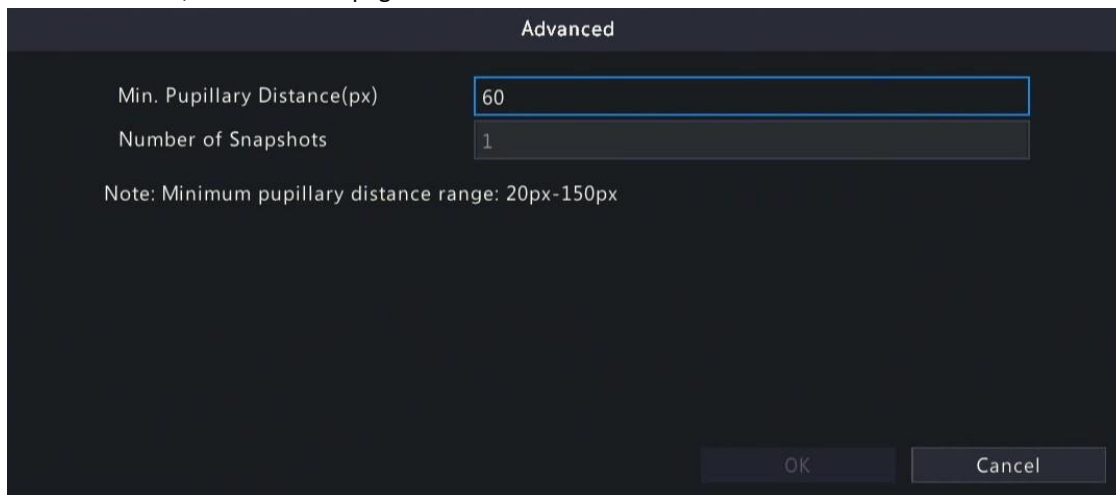 Advanced
Min. Pupillary Distance(px) 60
Number of Snapshots 1
Note: Minimum pupillary distance range: 20px-150px
OK Cancel